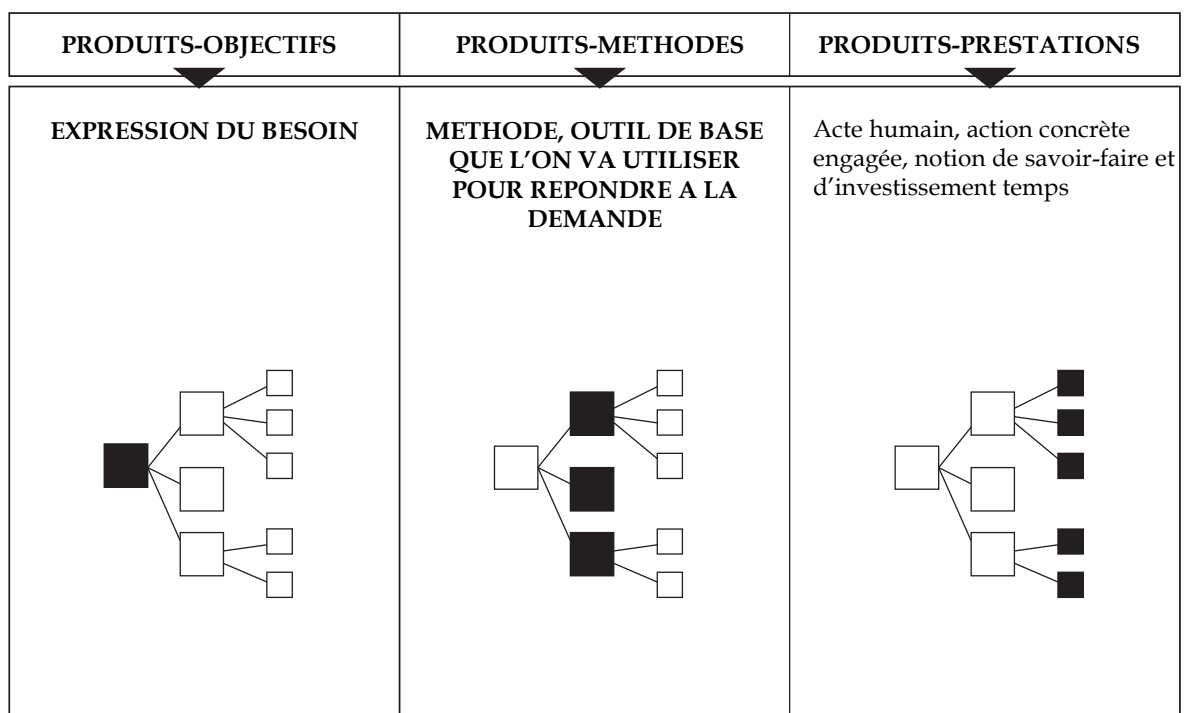 PRODUITS-OBJECTIFS
PRODUITS-METHODES
PRODUITS-PRESTATIONS
EXPRESSION DU BESOIN
METHODE, OUTIL DE BASE
QUE L’ON VA UTILISER
POUR REPONDRE A LA
DEMANDE
Acte humain, action concrète
engagée, notion de savoir-faire et
d’investissement temps